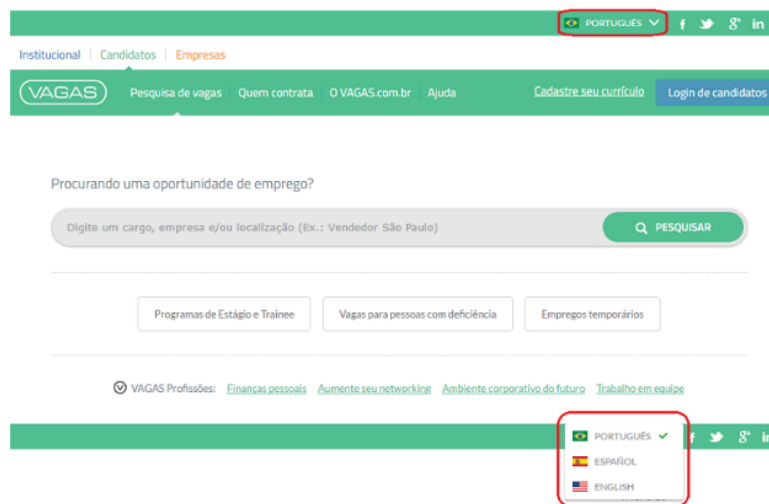 PORTUGUÊS f g+ in
Institucional Candidatos Empresas
VAGAS Pesquisa de vagas Quem contrata O VAGAS.com.br Ajuda Cadastre seu currículo Login de candidatos
Procurando uma oportunidade de emprego?
Digite um cargo, empresa e/ou localização (Ex.: Vendedor São Paulo) PESQUISAR
Programas de Estágio e Trainee Vagas para pessoas com deficiência Empregos temporários
VAGAS Profissões: Finanças pessoais Aumente seu networking Ambiente corporativo do futuro Trabalho em equipe
PORTUGUÊS f g+ in
ESPAÑOL
ENGLISH